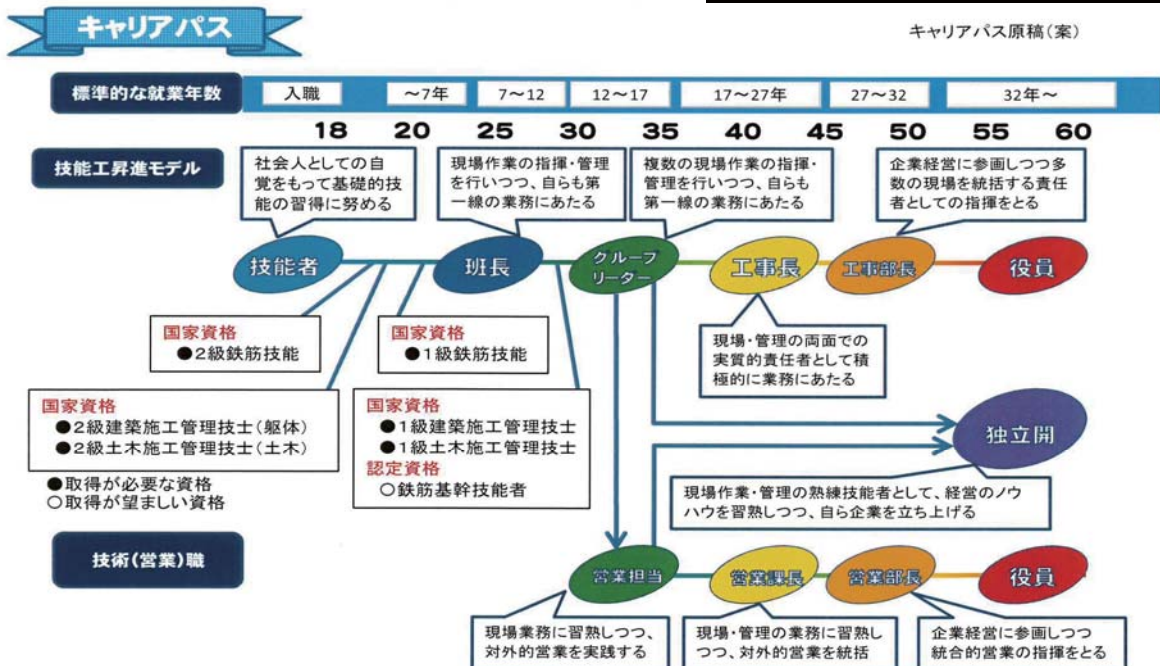 キャリアパス
キャリアパス原稿(案)
標準的な就業年数
入職
～7年
7～12
12～17
17～27年
27～32
32年～
18 20 25 30 35 40 45 50 55 60
技能工昇進モデル
社会人としての自
覚をもって基礎的技
能の習得に努める
現場作業の指揮・管理
を行いつつ、自らも第
一線の業務にあたる
複数の現場作業の指揮・
管理を行いつつ、自らも
第一線の業務にあたる
企業経営に参画しつつ多
数の現場を統括する責任
者としての指揮をとる
技能者
班長
グループ
リーダー
工事長
工事部長
役員
国家資格
●2級鉄筋技能
国家資格
●1級鉄筋技能
現場・管理の両面での
実質的責任者として積
極的に業務にあたる
国家資格
●2級建築施工管理技士(躯体)
●2級土木施工管理技士(土木)
国家資格
●1級建築施工管理技士
●1級土木施工管理技士
認定資格
○鉄筋基幹技能者
独立開
●取得が必要な資格
○取得が望ましい資格
現場作業・管理の熟練技能者として、経営のノウ
ハウを習熟しつつ、自ら企業を立ち上げる
技術(営業)職
営業担当
営業課長
営業部長
役員
現場業務に習熟しつつ、
対外的営業を実践する
現場・管理の業務に習熟し
つつ、対外的営業を統括
企業経営に参画しつつ
統合的営業の指揮をとる